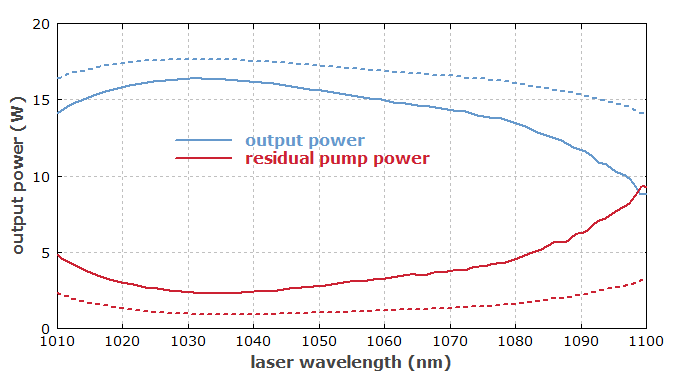 20
15
10
5
0
output power (W)
output power
residual pump power
1010 1020 1030 1040 1050 1060 1070 1080 1090 1100
laser wavelength (nm)